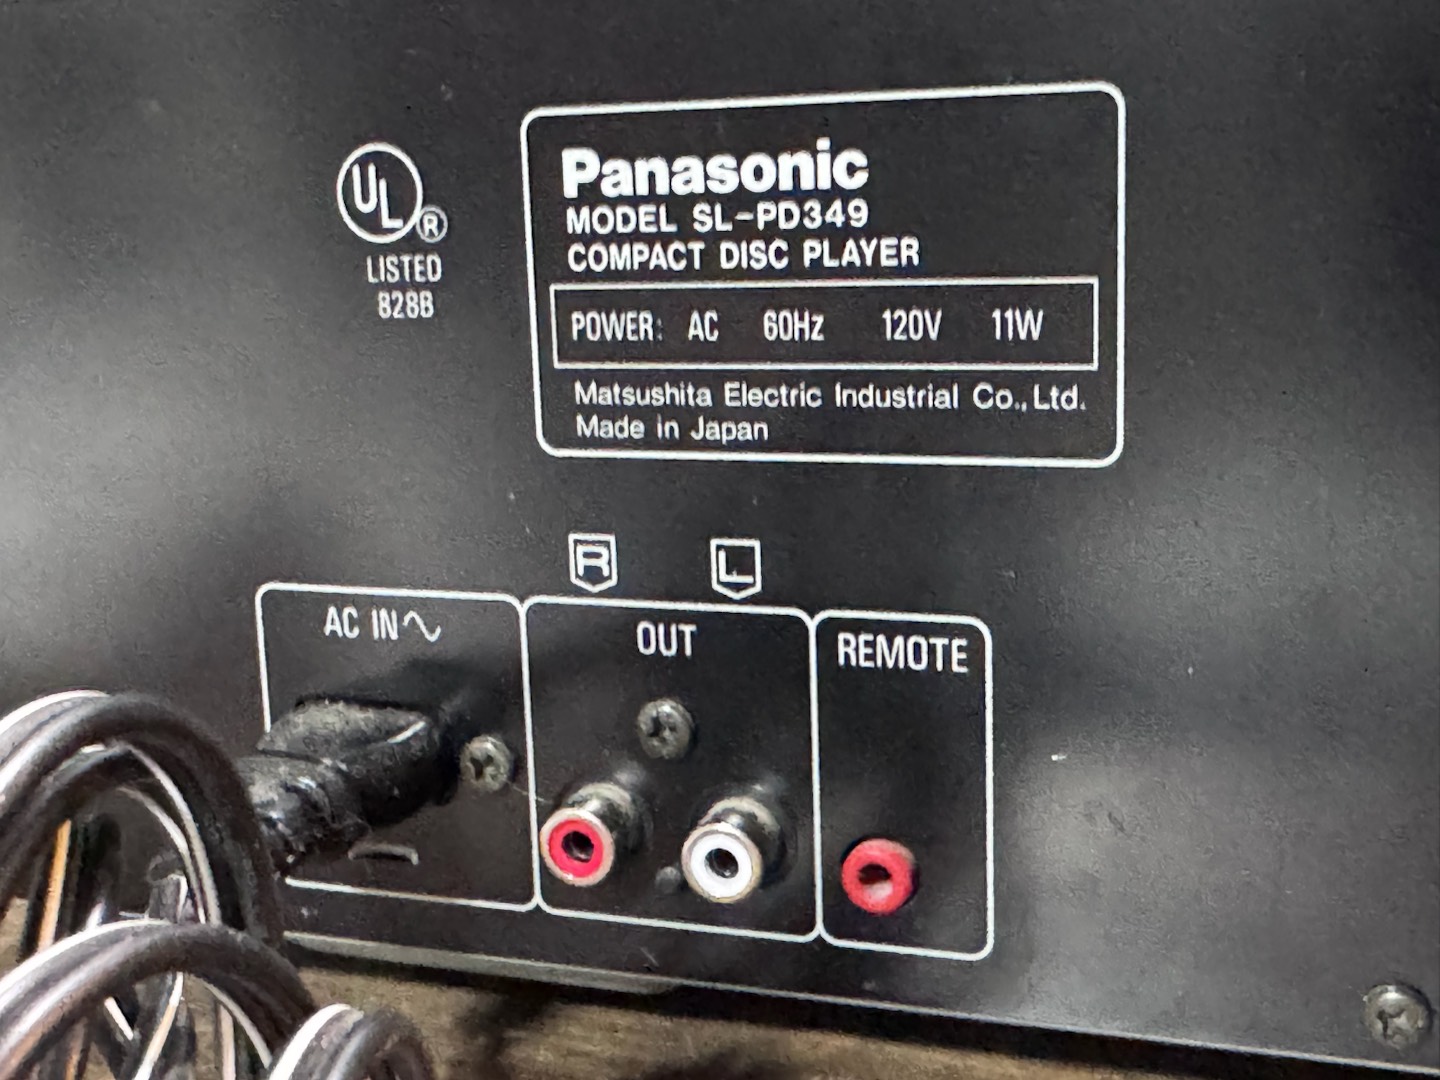 UL®
LISTED
828B
Panasonic
MODEL SL-PD349
COMPACT DISC PLAYER
POWER: AC 60Hz 120V 11W
Matsushita Electric Industrial Co., Ltd.
Made in Japan
R L
AC IN
OUT
REMOTE